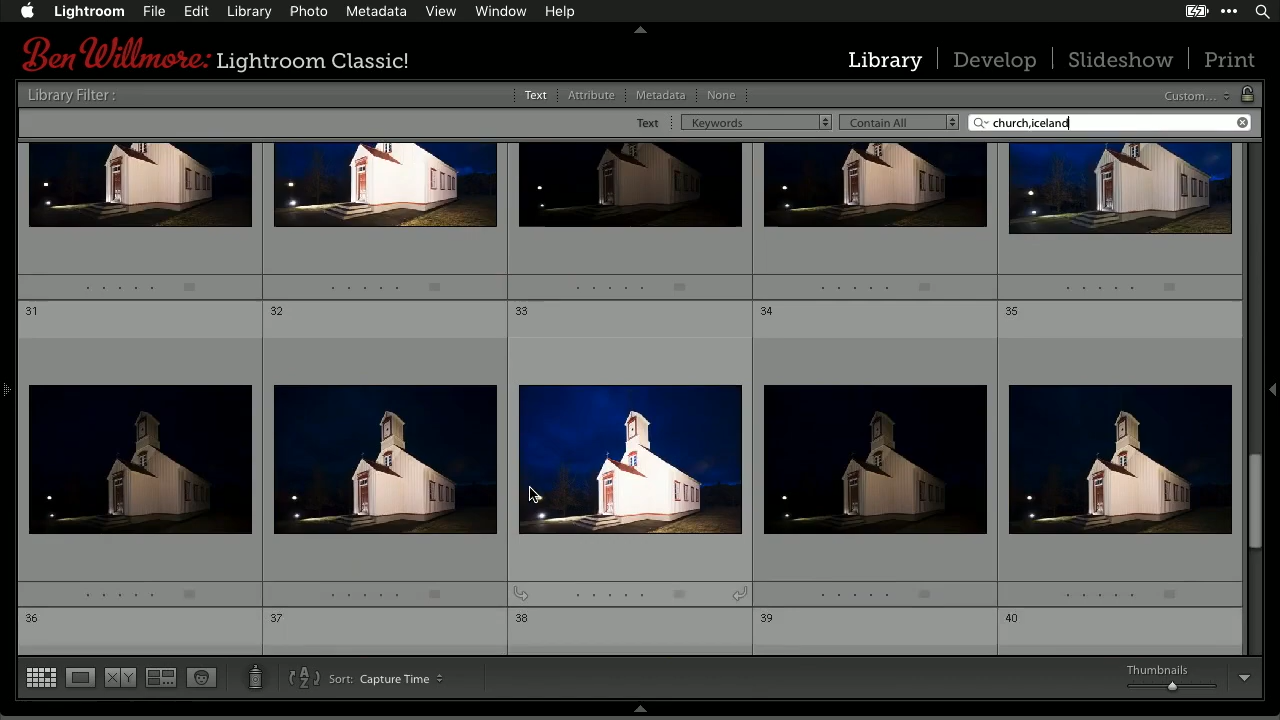 Lightroom File Edit Library Photo Metadata View Window Help
Ben Willmore: Lightroom Classic! Library Develop Slideshow Print
Library Filter : Text Attribute Metadata None Custom...
Text Keywords Contain All church,iceland
31 32 33 34 35
36 37 38 39 40
XY AZ Sort: Capture Time Thumbnails